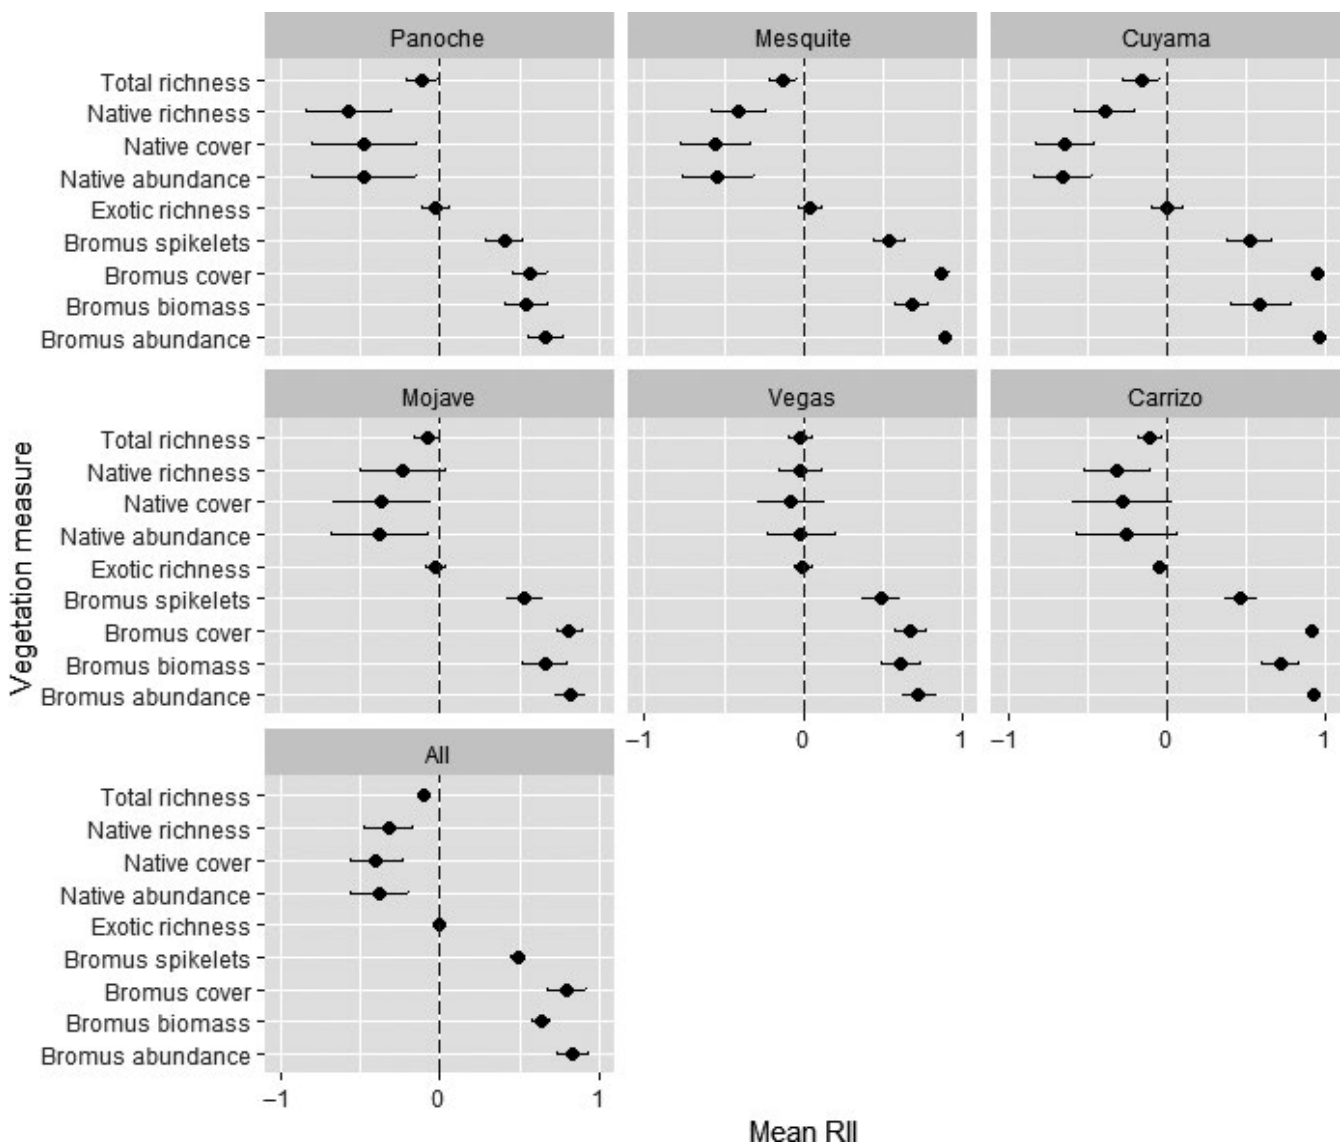 Panoche Mesquite Cuyama
Total richness
Native richness
Native cover
Native abundance
Exotic richness
Bromus spikelets
Bromus cover
Bromus biomass
Bromus abundance
Mojave Vegas Carrizo
Vegetation measure
Total richness
Native richness
Native cover
Native abundance
Exotic richness
Bromus spikelets
Bromus cover
Bromus biomass
Bromus abundance
−1 0 1 −1 0 1
All
Total richness
Native richness
Native cover
Native abundance
Exotic richness
Bromus spikelets
Bromus cover
Bromus biomass
Bromus abundance
−1 0 1
Mean RII